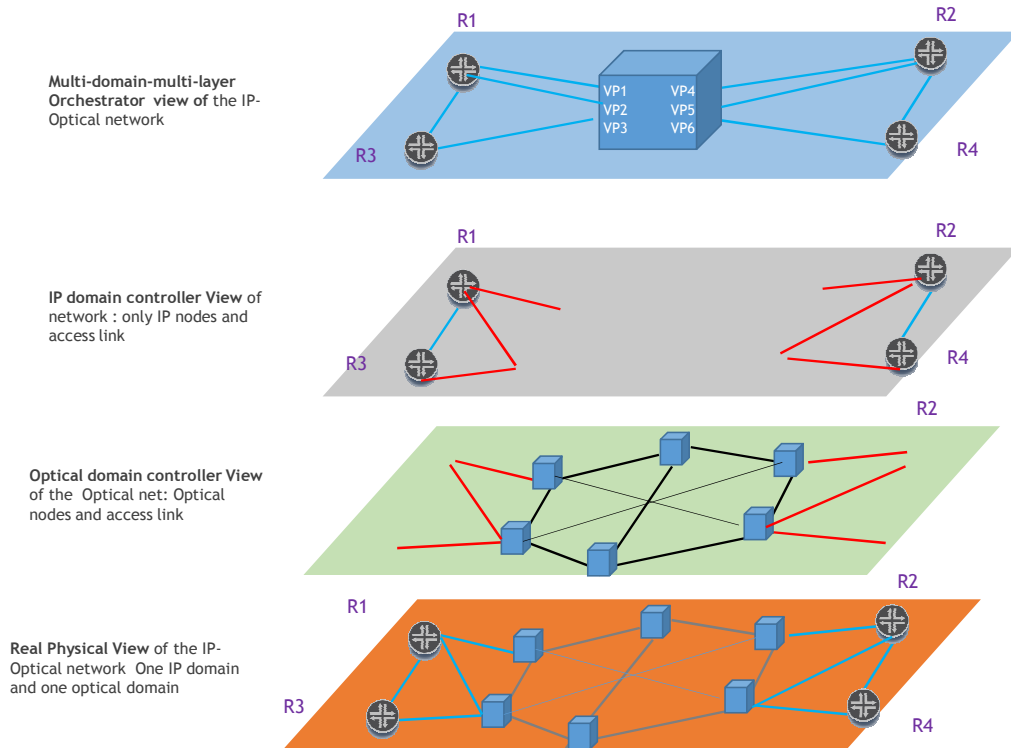 R1
R2
Multi-domain-multi-layer
Orchestrator view of the IP-
Optical network
VP1 VP4
VP2 VP5
VP3 VP6
R3
R4
R1
R2
IP domain controller View of
network : only IP nodes and
access link
R3
R4
R2
Optical domain controller View
of the Optical net: Optical
nodes and access link
R1
R2
Real Physical View of the IP-
Optical network One IP domain
and one optical domain
R3
R4